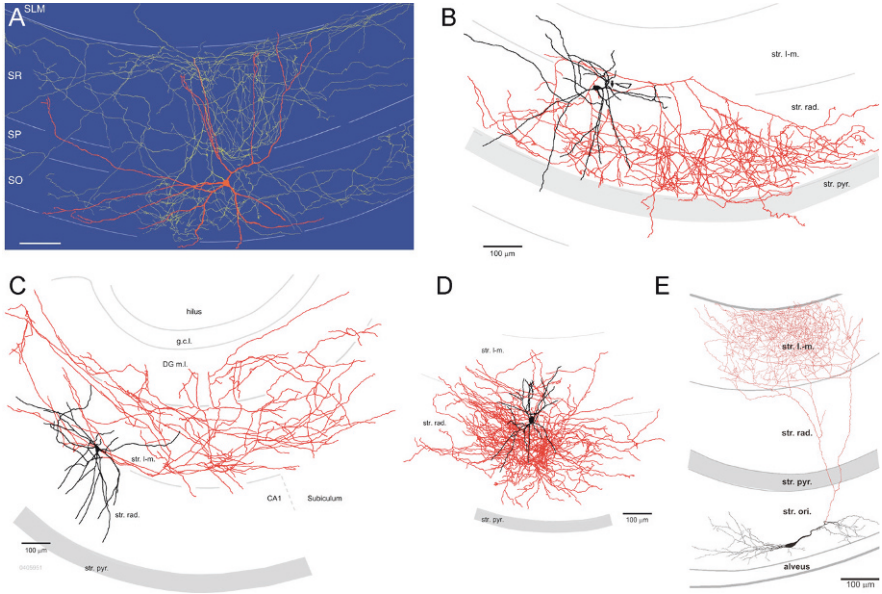 A
SLM
SR
SP
SO
B
str. l-m.
str. rad.
str. pyr.
100 µm
C
hilus
g.c.l.
DG m.l.
str. l-m.
str. rad.
CA1
Subiculum
100 µm
str. pyr.
D
str. l-m.
str. rad.
str. pyr.
100 µm
E
str. l.-m.
str. rad.
str. pyr.
str. ori.
alveus
100 µm